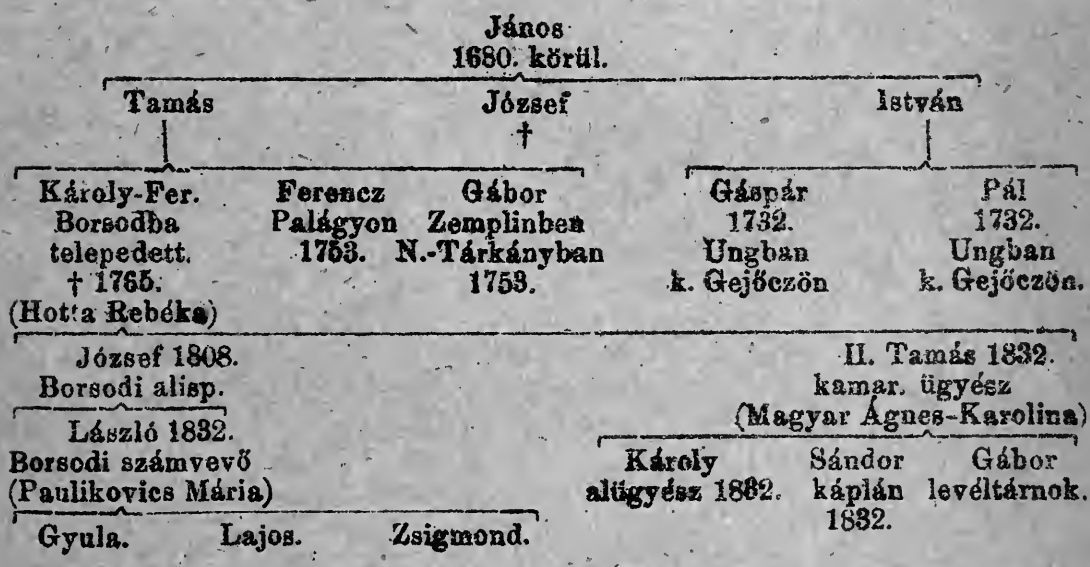 János
1680. körül.
Tamás József István
†
Károly-Fer. Ferencz Gábor Gáspár Pál
Borsodba Palágyon Zemplinben 1732. 1732.
telepedett. 1753. N.-Tárkányban Ungban Ungban
† 1765. 1753. k. Gejőczön k. Gejőczön.
(Hotta Rebéka)
József 1808. II. Tamás 1832.
Borsodi alisp. kamar. ügyész
(Magyar Ágnes-Karolina)
László 1832.
Borsodi számvevő Károly Sándor Gábor
(Paulikovics Mária) alügyész 1832. káplán levéltárnok.
1832.
Gyula. Lajos. Zsigmond.